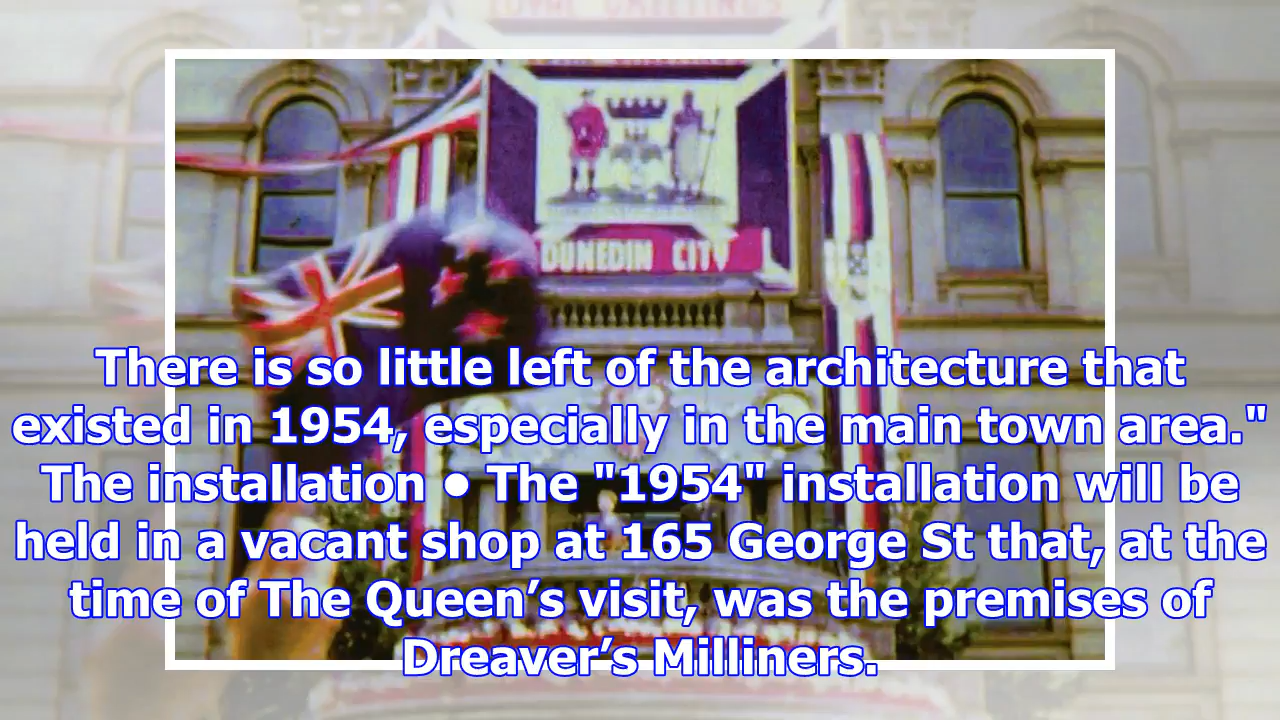 LOYAL GREETINGS
DUNEDIN CITY
There is so little left of the architecture that
existed in 1954, especially in the main town area."
The installation • The "1954" installation will be
held in a vacant shop at 165 George St that, at the
time of The Queen’s visit, was the premises of
Dreaver’s Milliners.